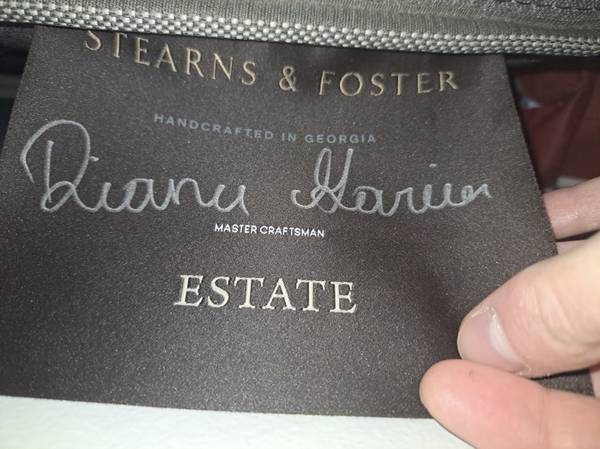 STEARNS & FOSTER
HANDCRAFTED IN GEORGIA
MASTER CRAFTSMAN
ESTATE